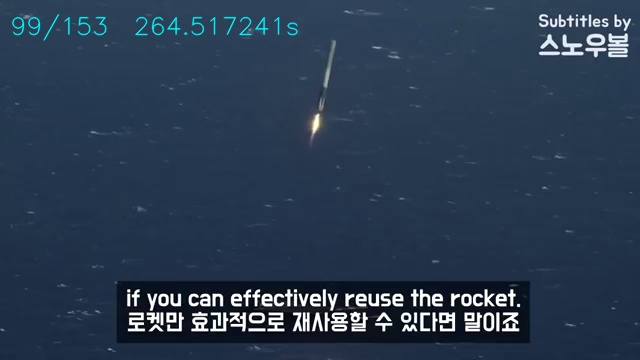 99/153 264.517241s
Subtitles by
스노우볼
if you can effectively reuse the rocket.
로켓만 효과적으로 재사용할 수 있다면 말이죠